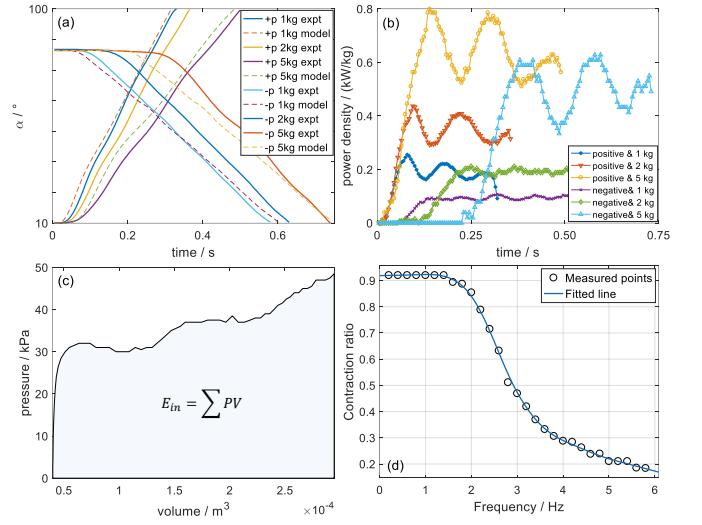 (a)
100
10
α / °
0
0.2
0.4
0.6
time / s
+p 1kg expt
+p 1kg model
+p 2kg expt
+p 5kg expt
+p 5kg model
-p 1kg expt
-p 1kg model
-p 2kg expt
-p 5kg expt
-p 5kg model
(b)
0.8
0.6
0.4
0.2
0
power density / (kW/kg)
0
0.25
0.5
0.75
time / s
positive & 1 kg
positive & 2 kg
positive & 5 kg
negative& 1 kg
negative& 2 kg
negative& 5 kg
(c)
50
40
30
20
10
0
pressure / kPa
E_in = ∑ PV
0.5
1
1.5
2
2.5
×10⁻⁴
volume / m³
0.9
0.8
0.7
0.6
0.5
0.4
0.3
0.2
Contraction ratio
Measured points
Fitted line
(d)
0
1
2
3
4
5
6
Frequency / Hz